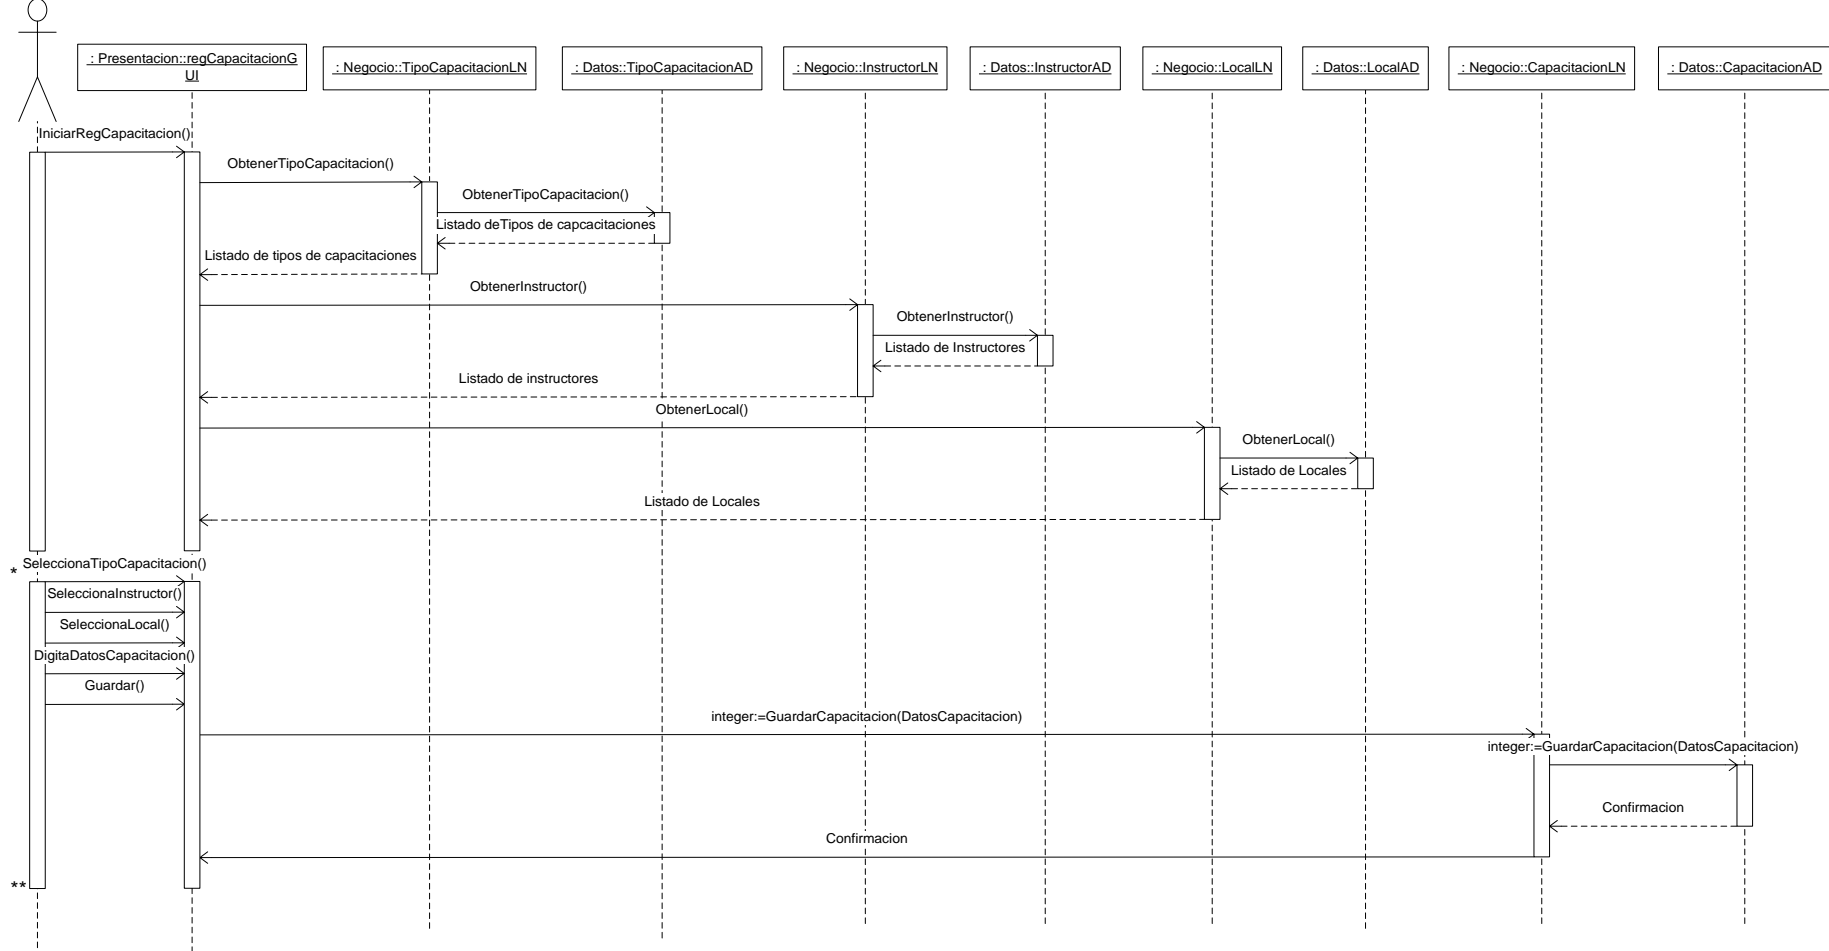 : Presentacion::regCapacitacionG
UI
: Negocio::TipoCapacitacionLN
: Datos::TipoCapacitacionAD
: Negocio::InstructorLN
: Datos::InstructorAD
: Negocio::LocalLN
: Datos::LocalAD
: Negocio::CapacitacionLN
: Datos::CapacitacionAD
IniciarRegCapacitacion()
ObtenerTipoCapacitacion()
ObtenerTipoCapacitacion()
Listado deTipos de capcacitaciones
Listado de tipos de capacitaciones
ObtenerInstructor()
ObtenerInstructor()
Listado de Instructores
Listado de instructores
ObtenerLocal()
ObtenerLocal()
Listado de Locales
Listado de Locales
* SeleccionaTipoCapacitacion()
SeleccionaInstructor()
SeleccionaLocal()
DigitaDatosCapacitacion()
Guardar()
integer:=GuardarCapacitacion(DatosCapacitacion)
integer:=GuardarCapacitacion(DatosCapacitacion)
Confirmacion
Confirmacion
**